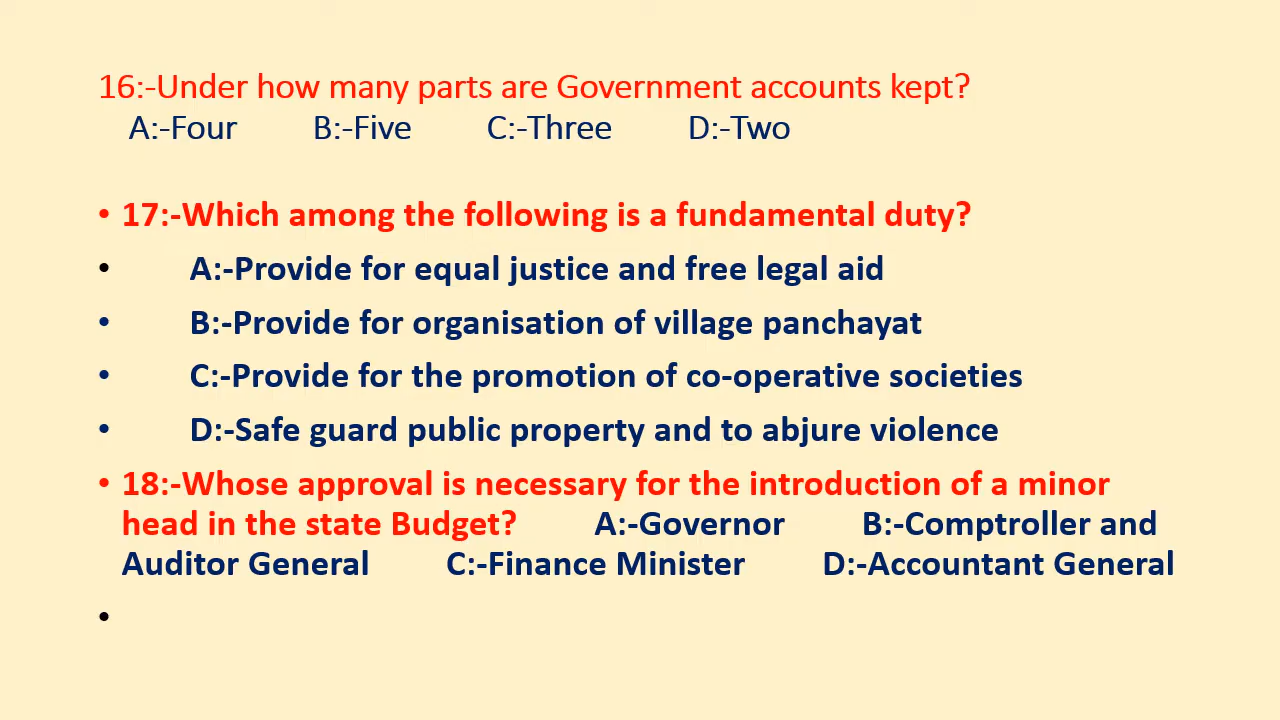 16:-Under how many parts are Government accounts kept?
A:-Four B:-Five C:-Three D:-Two
• 17:-Which among the following is a fundamental duty?
• A:-Provide for equal justice and free legal aid
• B:-Provide for organisation of village panchayat
• C:-Provide for the promotion of co-operative societies
• D:-Safe guard public property and to abjure violence
• 18:-Whose approval is necessary for the introduction of a minor
head in the state Budget? A:-Governor B:-Comptroller and
Auditor General C:-Finance Minister D:-Accountant General
•